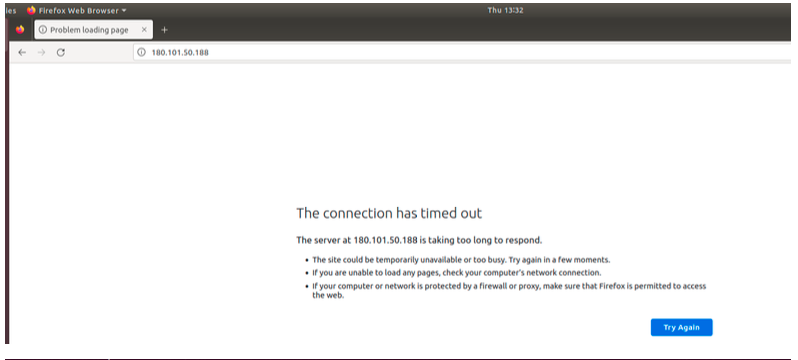 ies Firefox Web Browser Thu 13:32
Problem loading page
180.101.50.188
The connection has timed out
The server at 180.101.50.188 is taking too long to respond.
• The site could be temporarily unavailable or too busy. Try again in a few moments.
• If you are unable to load any pages, check your computer's network connection.
• If your computer or network is protected by a firewall or proxy, make sure that Firefox is permitted to access
the web.
Try Again